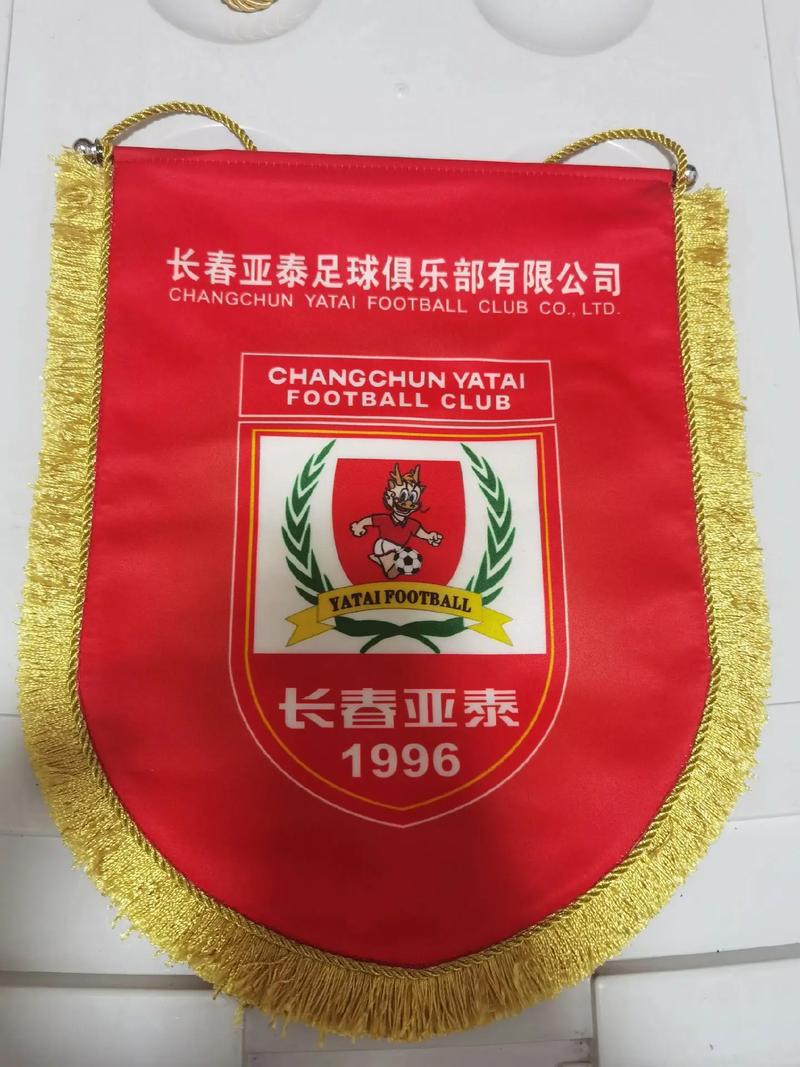 长春亚泰足球俱乐部有限公司
CHANGCHUN YATAI FOOTBALL CLUB CO., LTD.
CHANGCHUN YATAI
FOOTBALL CLUB
YATAI FOOTBALL
长春亚泰
1996